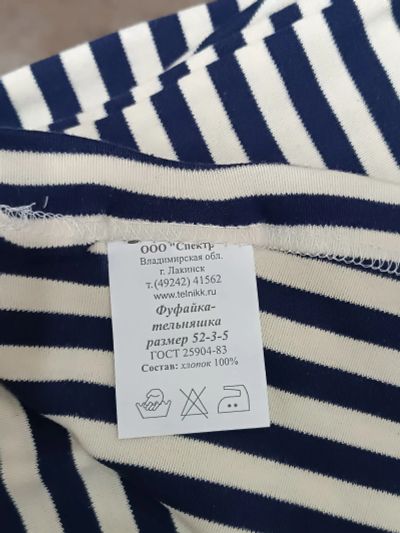 ООО "Спектр"
Владимирская обл.
г. Лакинск
т.(49242) 41562
www.telnikk.ru
Фуфайка-
тельняшка
размер 52-3-5
ГОСТ 25904-83
Состав: хлопок 100%